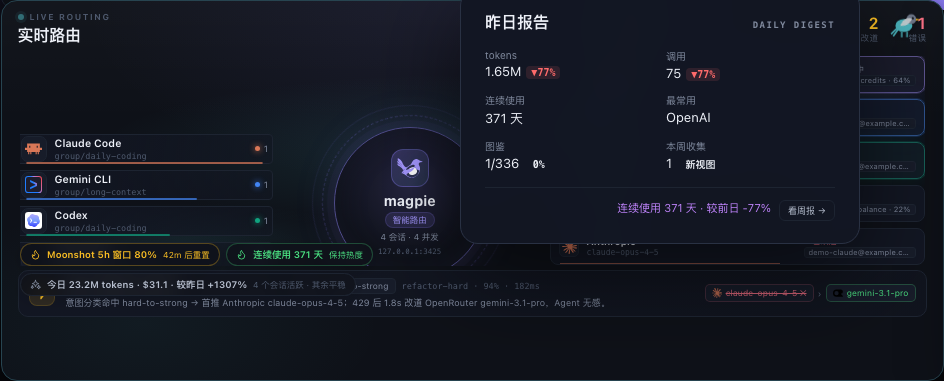 LIVE ROUTING
实时路由
昨日报告
DAILY DIGEST
tokens
1.65M ▼77%
调用
75 ▼77%
连续使用
371 天
最常用
OpenAI
图鉴
1/336 0%
本周收集
1 新视图
连续使用 371 天 · 较前日 -77%
看周报 →
2
改道
1
错误
credits · 64%
@example.c…
@example.c…
balance · 22%
demo-claude@example.c…
Claude Code
group/daily-coding
1
Gemini CLI
group/long-context
1
Codex
1
magpie
智能路由
4 会话 · 4 并发
127.0.0.1:3425
Moonshot 5h 窗口 80% 42m 后重置
连续使用 371 天 保持热度
今日 23.2M tokens · $31.1 · 较昨日 +1307% 4 个会话活跃 · 其余平稳
o-strong
refactor-hard · 94% · 182ms
意图分类命中 hard-to-strong → 首推 Anthropic claude-opus-4-5；429 后 1.8s 改道 OpenRouter gemini-3.1-pro，Agent 无感。
claude-opus-4-5 ✕ › gemini-3.1-pro